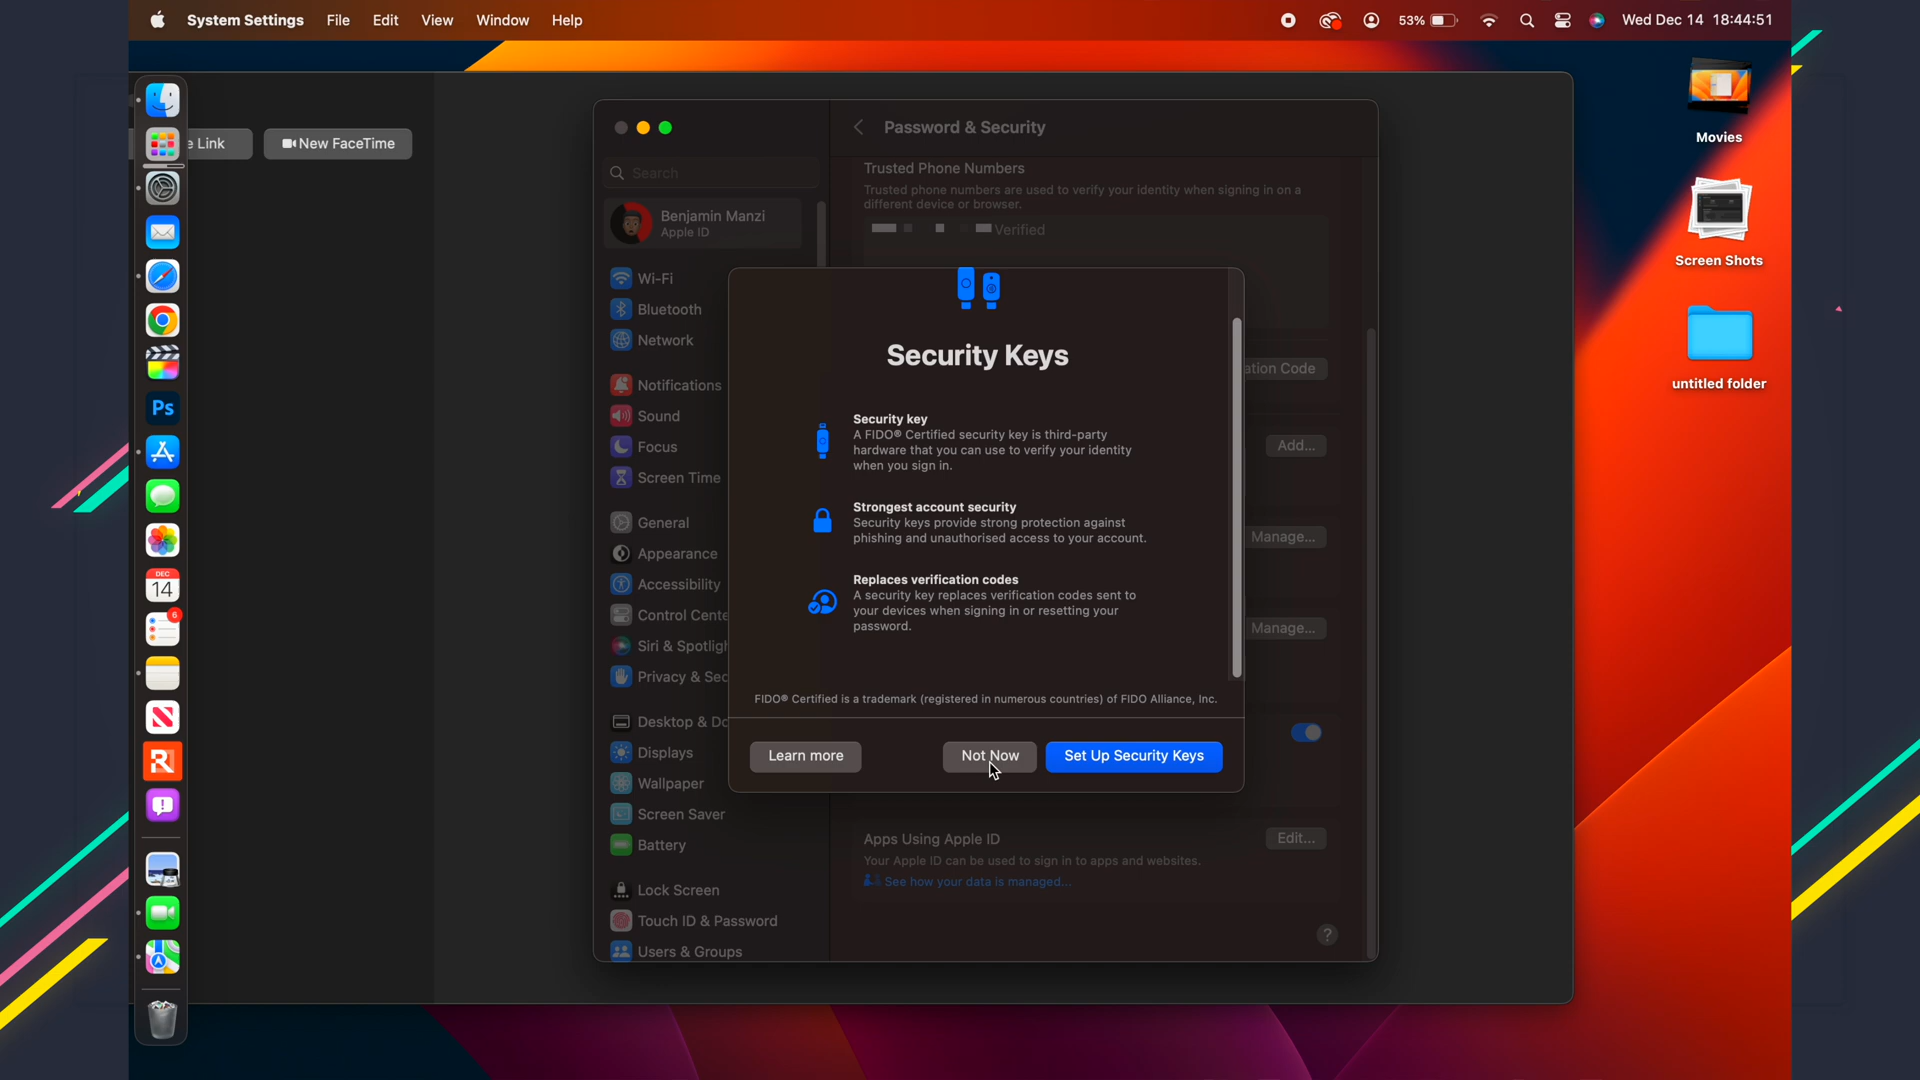 System Settings File Edit View Window Help
53% Wed Dec 14 18:44:51
e Link
New FaceTime
Search
Benjamin Manzi
Apple ID
Wi-Fi
Bluetooth
Network
Notifications
Sound
Focus
Screen Time
General
Appearance
Accessibility
Control Cente
Siri & Spotligh
Privacy & Sec
Desktop & Do
Displays
Wallpaper
Screen Saver
Battery
Lock Screen
Touch ID & Password
Users & Groups
Password & Security
Trusted Phone Numbers
Trusted phone numbers are used to verify your identity when signing in on a
different device or browser.
Verified
ation Code
Add...
Manage...
Manage...
Security Keys
Security key
A FIDO® Certified security key is third-party
hardware that you can use to verify your identity
when you sign in.
Strongest account security
Security keys provide strong protection against
phishing and unauthorised access to your account.
Replaces verification codes
A security key replaces verification codes sent to
your devices when signing in or resetting your
password.
FIDO® Certified is a trademark (registered in numerous countries) of FIDO Alliance, Inc.
Learn more
Not Now
Set Up Security Keys
Apps Using Apple ID
Edit...
Your Apple ID can be used to sign in to apps and websites.
See how your data is managed...
?
Movies
Screen Shots
untitled folder
Ps
DEC
14
6